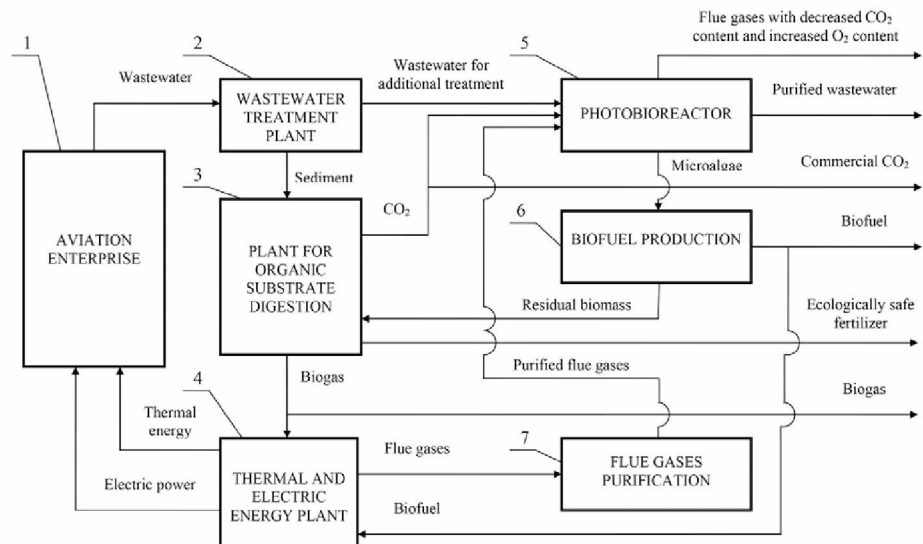 Flue gases with decreased CO₂
content and increased O₂ content
1
2
5
Wastewater
Wastewater for
additional treatment
WASTEWATER
TREATMENT
PLANT
PHOTOBIOREACTOR
Purified wastewater
Sediment
Microalgae
Commercial CO₂
3
CO₂
6
AVIATION
ENTERPRISE
PLANT FOR
ORGANIC
SUBSTRATE
DIGESTION
BIOFUEL PRODUCTION
Biofuel
Residual biomass
Ecologically safe
fertilizer
Biogas
Purified flue gases
Biogas
4
Thermal
energy
Flue gases
7
Electric power
THERMAL AND
ELECTRIC
ENERGY PLANT
FLUE GASES
PURIFICATION
Biofuel